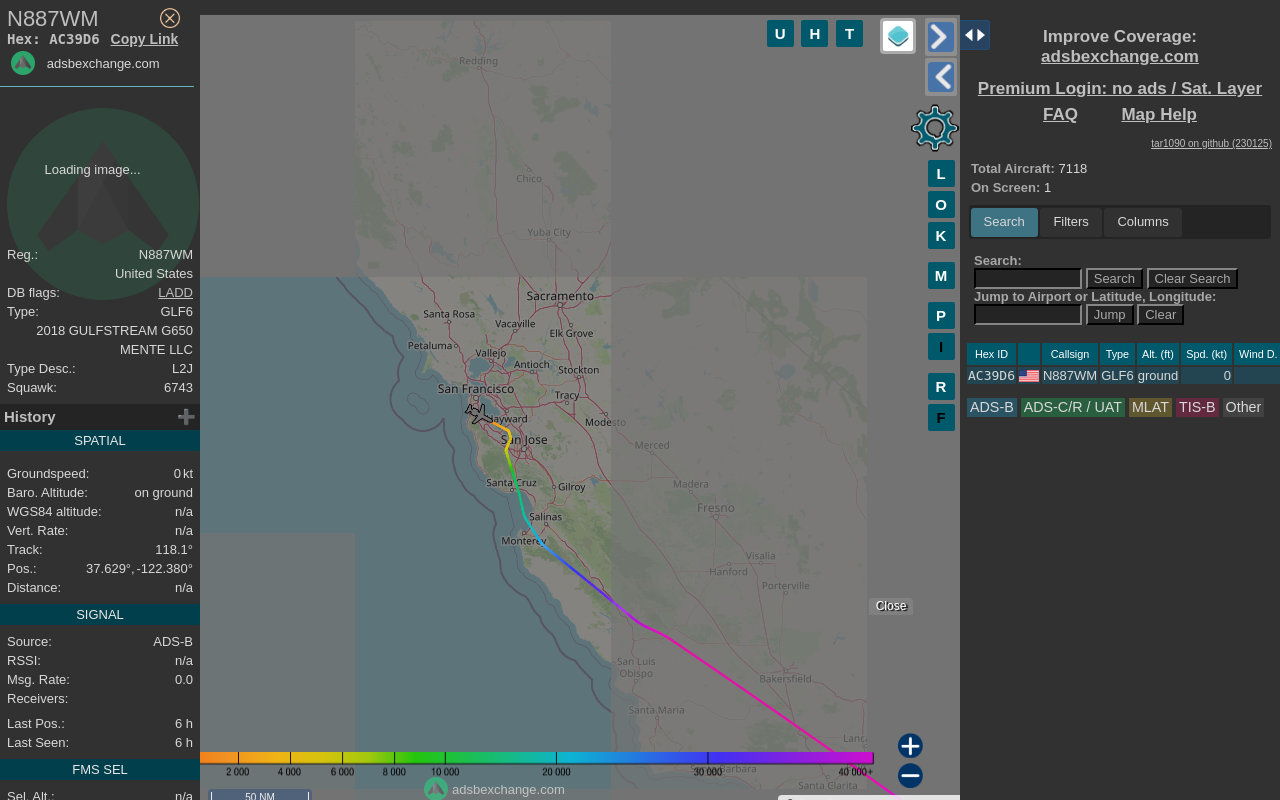 N887WM
Hex: AC39D6 Copy Link
adsbexchange.com
Loading image...
Reg.: N887WM
United States
DB flags: LADD
Type: GLF6
2018 GULFSTREAM G650
MENTE LLC
Type Desc.: L2J
Squawk: 6743
History
SPATIAL
Groundspeed: 0 kt
Baro. Altitude: on ground
WGS84 altitude: n/a
Vert. Rate: n/a
Track: 118.1°
Pos.: 37.629°, -122.380°
Distance: n/a
SIGNAL
Source: ADS-B
RSSI: n/a
Msg. Rate: 0.0
Receivers:
Last Pos.: 6 h
Last Seen: 6 h
FMS SEL
Sel. Alt.: n/a
U H T
Redding
Chico
Yuba City
Sacramento
Santa Rosa
Vacaville
Elk Grove
Petaluma
Vallejo
Antioch
Stockton
San Francisco
Tracy
Hayward
Modesto
San Jose
Merced
Santa Cruz
Gilroy
Madera
Salinas
Fresno
Monterey
Visalia
Hanford
Porterville
San Luis
Obispo
Bakersfield
Santa Maria
Barbara
Santa Clarita
L
O
K
M
P
I
R
F
Close
2 000 4 000 6 000 8 000 10 000 20 000 30 000 40 000+
adsbexchange.com
50 NM
Improve Coverage:
adsbexchange.com
Premium Login: no ads / Sat. Layer
FAQ Map Help
tar1090 on github (230125)
Total Aircraft: 7118
On Screen: 1
Search Filters Columns
Search:
Search Clear Search
Jump to Airport or Latitude, Longitude:
Jump Clear
Hex ID Callsign Type Alt. (ft) Spd. (kt) Wind D.
AC39D6 N887WM GLF6 ground 0
ADS-B ADS-C/R / UAT MLAT TIS-B Other